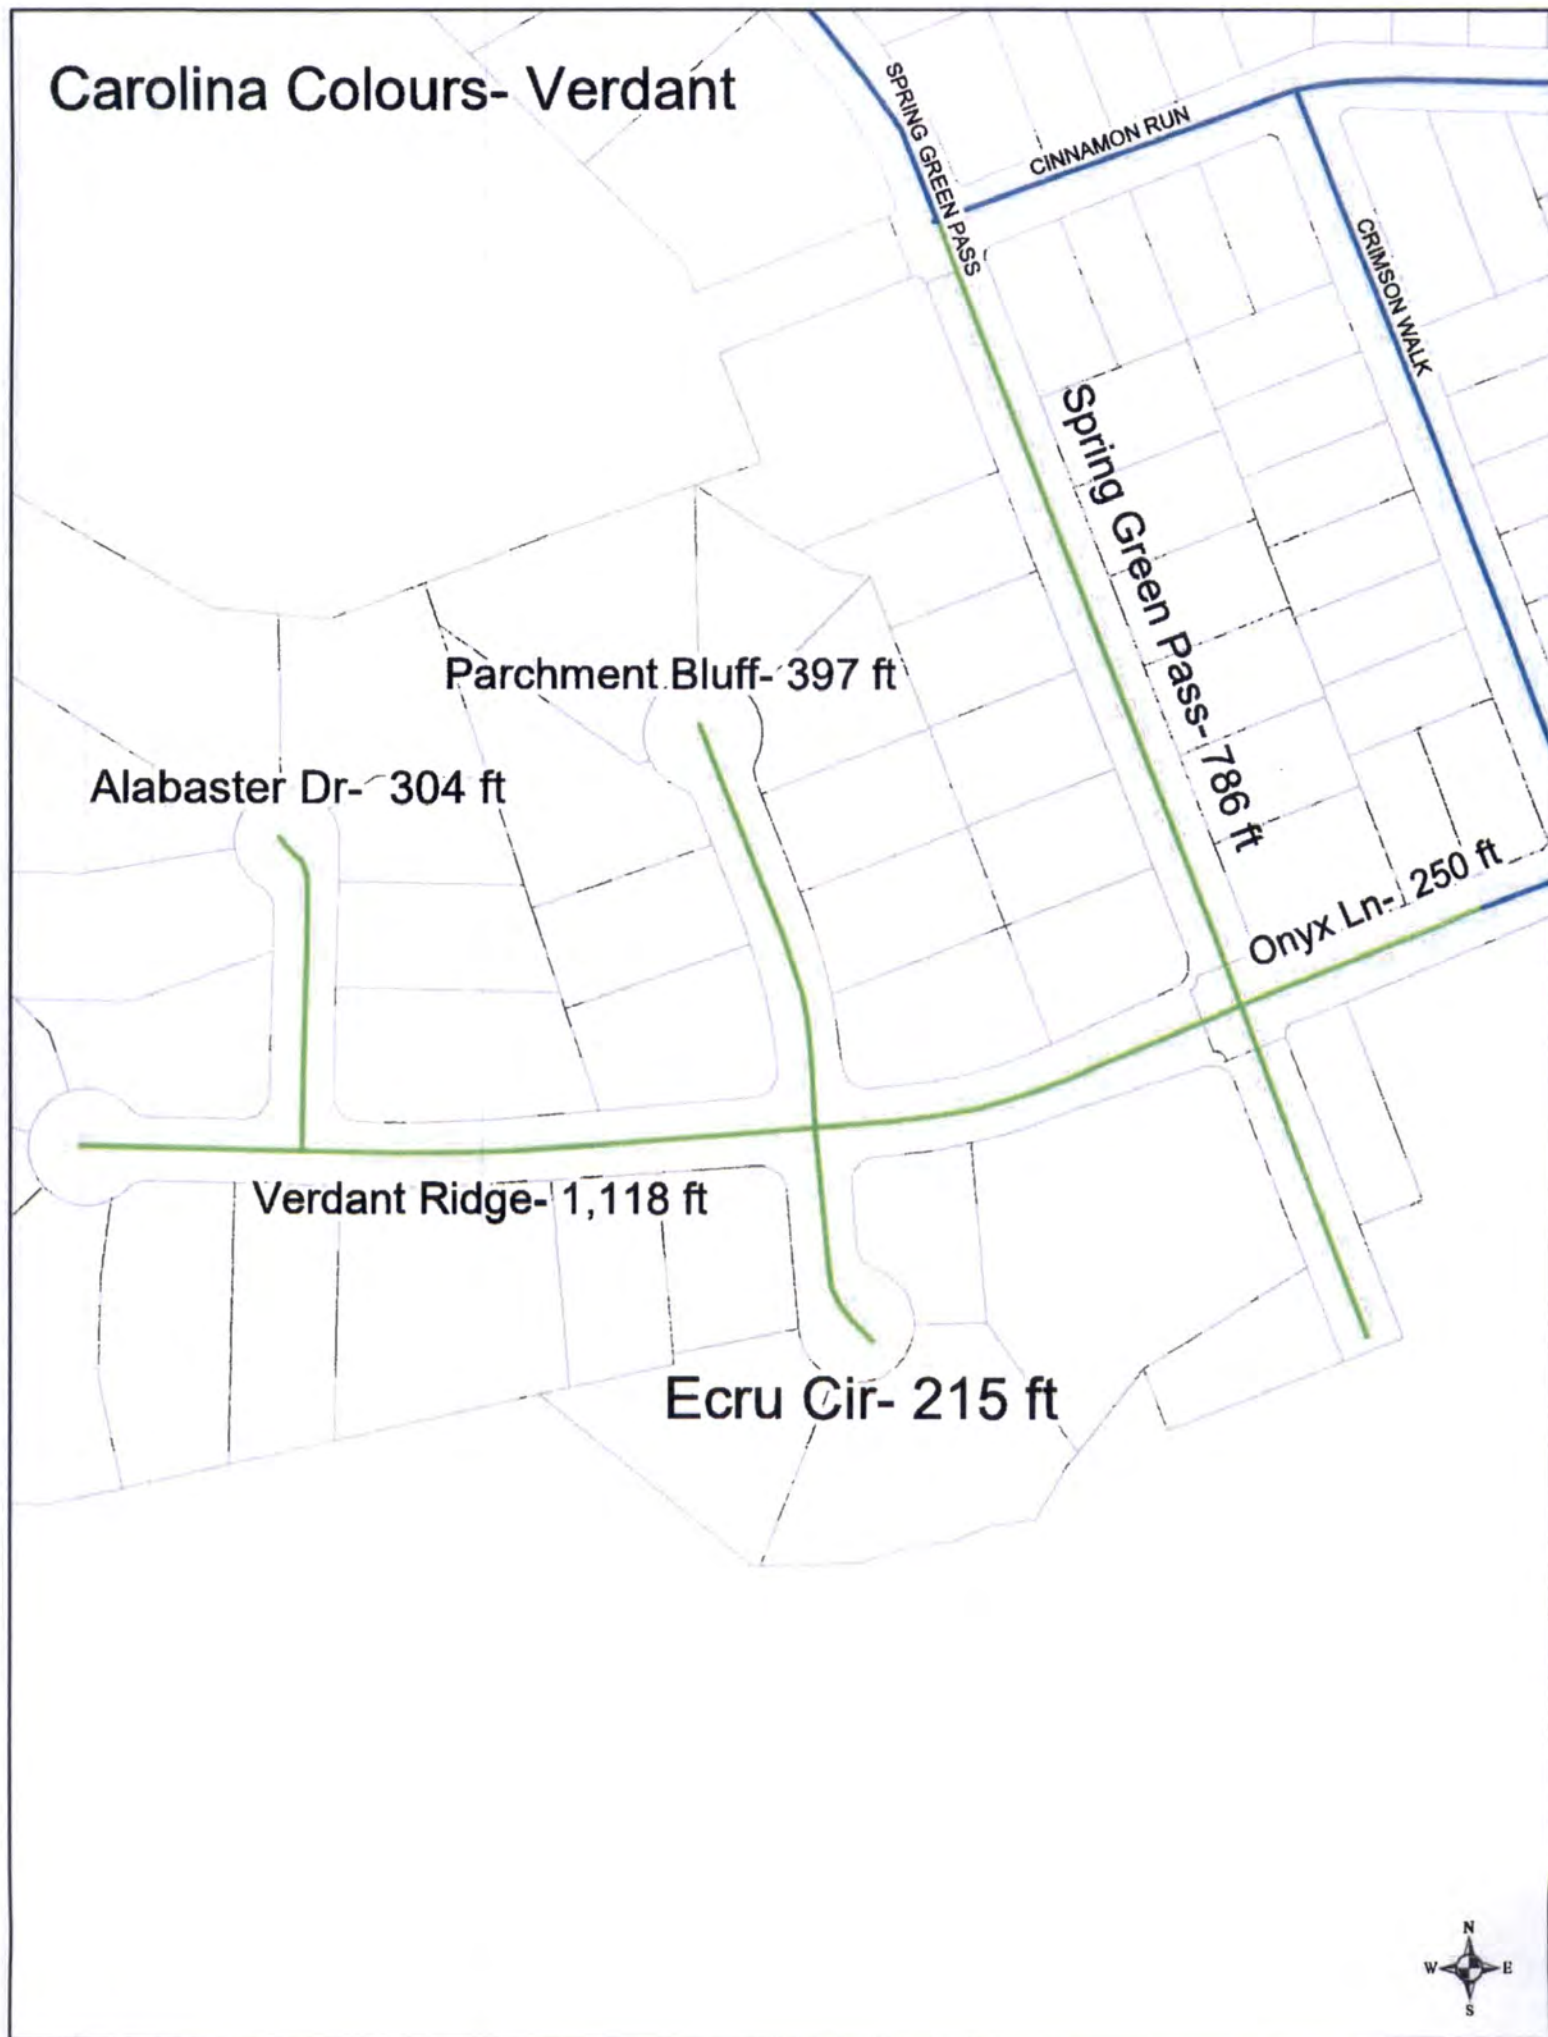 Carolina Colours- Verdant
SPRING GREEN PASS
CINNAMON RUN
CRIMSON WALK
Spring Green Pass- 786 ft
Parchment Bluff- 397 ft
Alabaster Dr- 304 ft
Onyx Ln- 250 ft
Verdant Ridge- 1,118 ft
Ecru Cir- 215 ft
N
W E
S